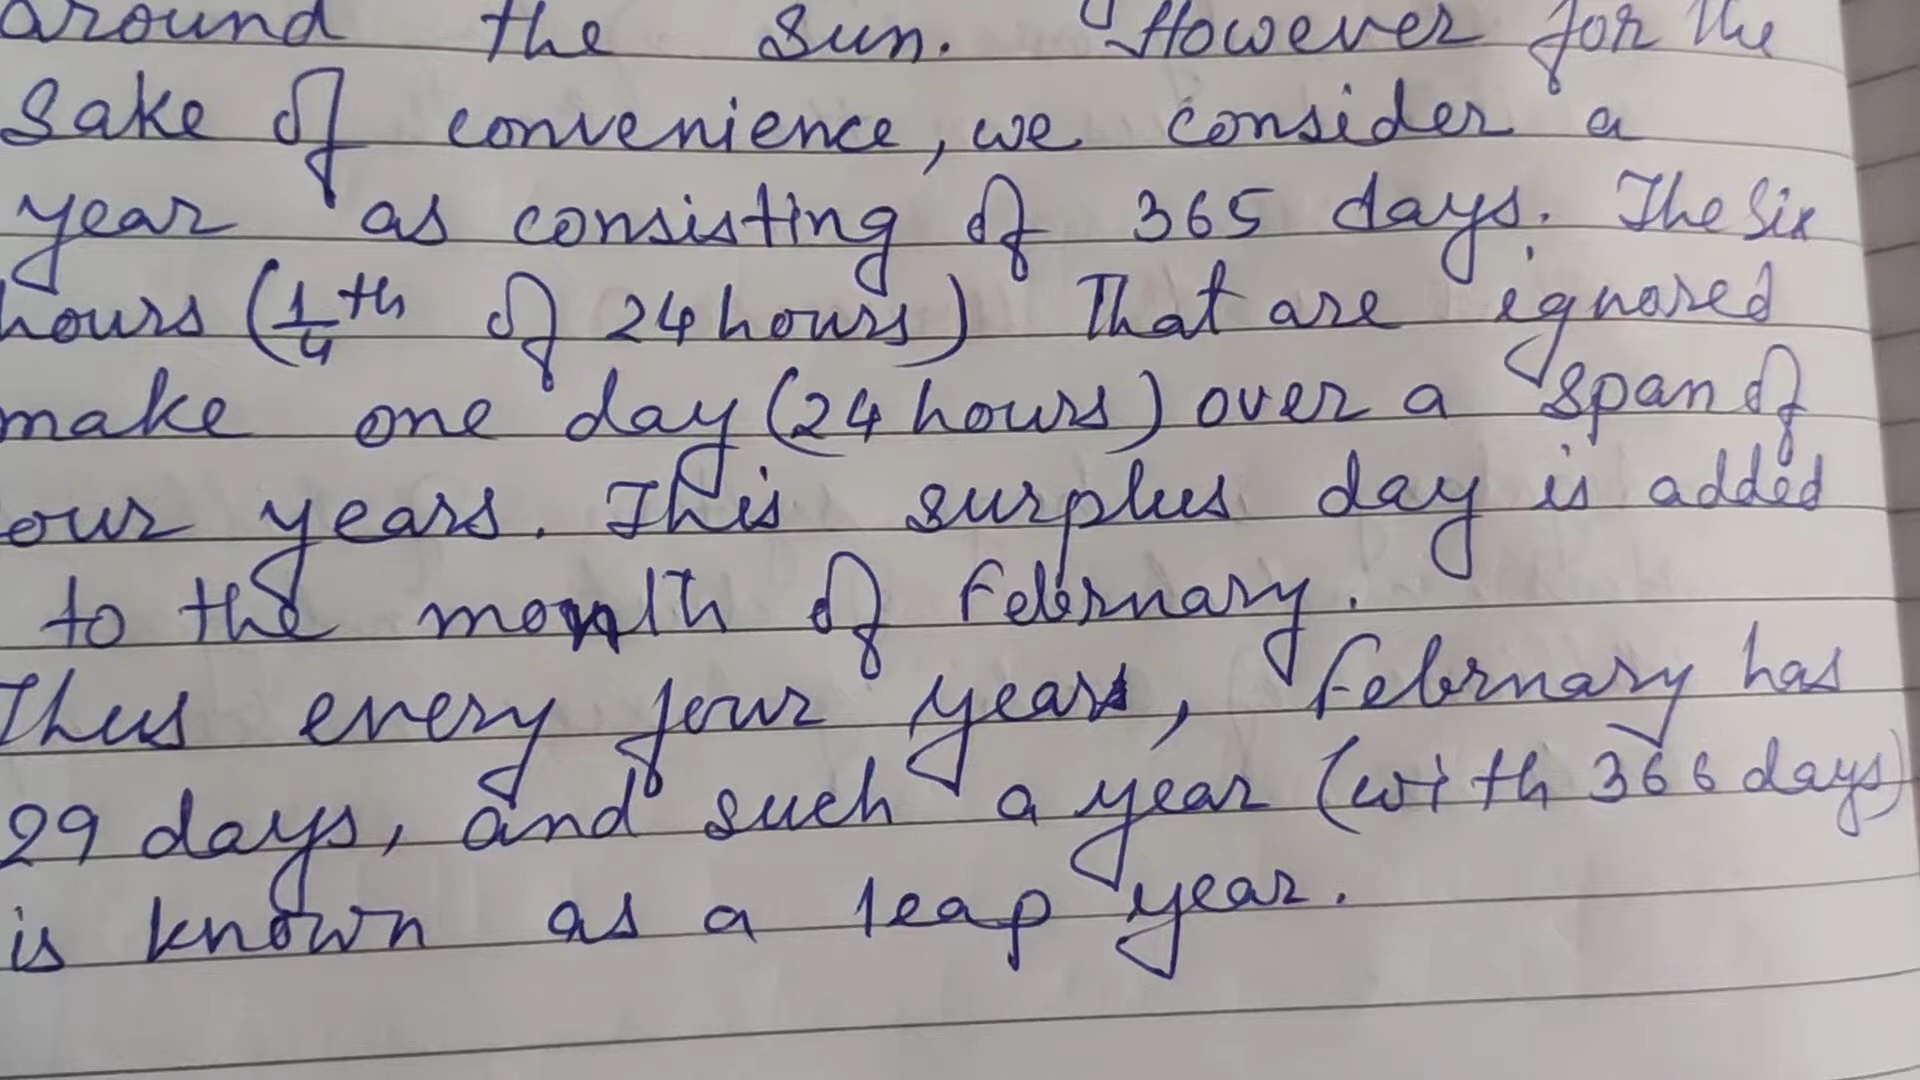 around the Sun. However for the
Sake of convenience, we consider a
year as consisting of 365 days. The Six
hours (1/4th of 24 hours) That are ignored
make one day (24 hours) over a span of
our years. This surplus day is added
to the month of February.
Thus every four years, February has
29 days, and such a year (with 366 days)
is known as a leap year.